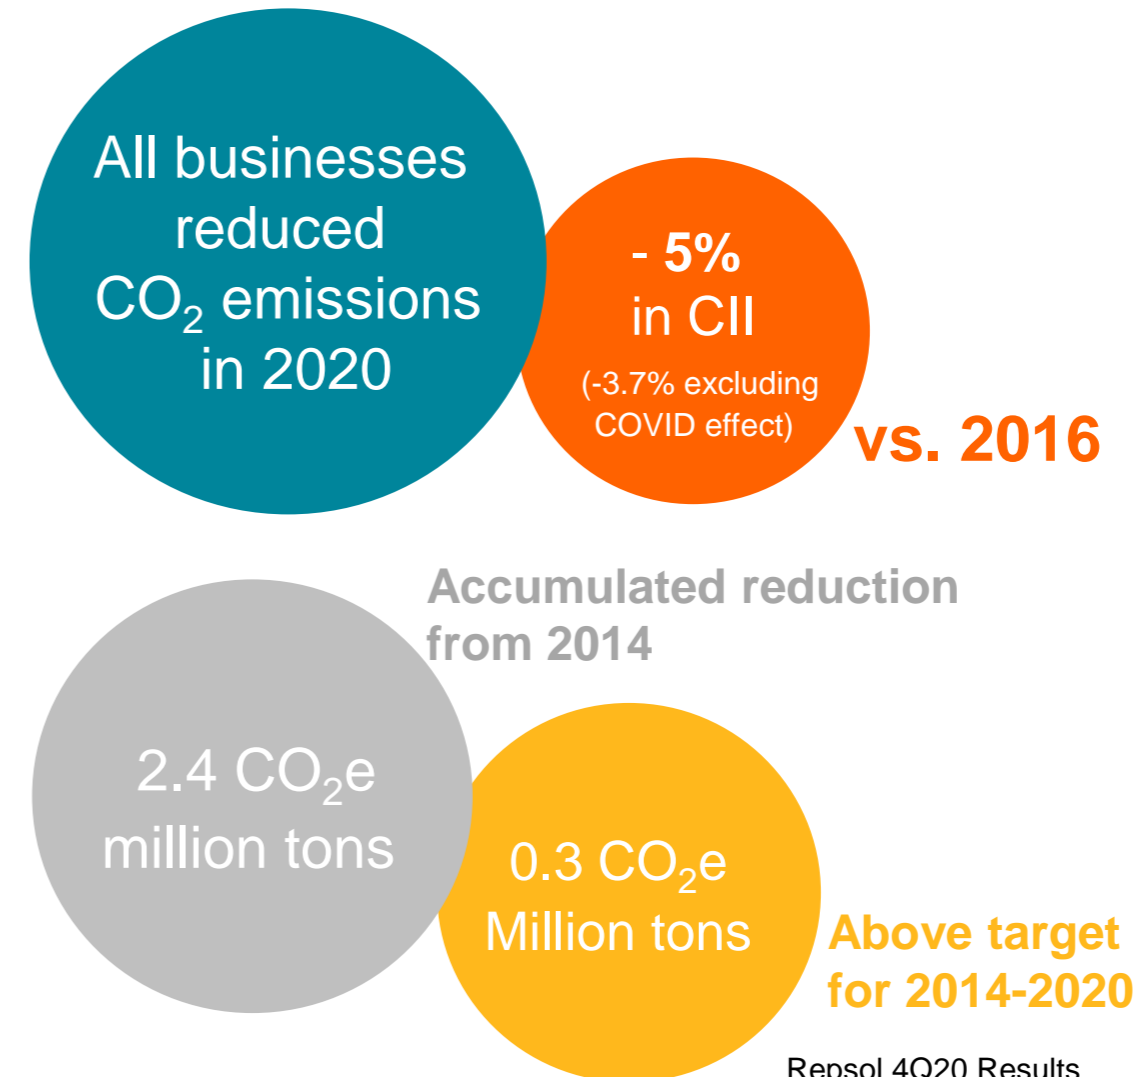 All businesses
reduced
CO₂ emissions
in 2020
- 5%
in CII
(-3.7% excluding
COVID effect)
vs. 2016
Accumulated reduction
from 2014
2.4 CO₂e
million tons
0.3 CO₂e
Million tons
Above target
for 2014-2020
Repsol 4Q20 Results